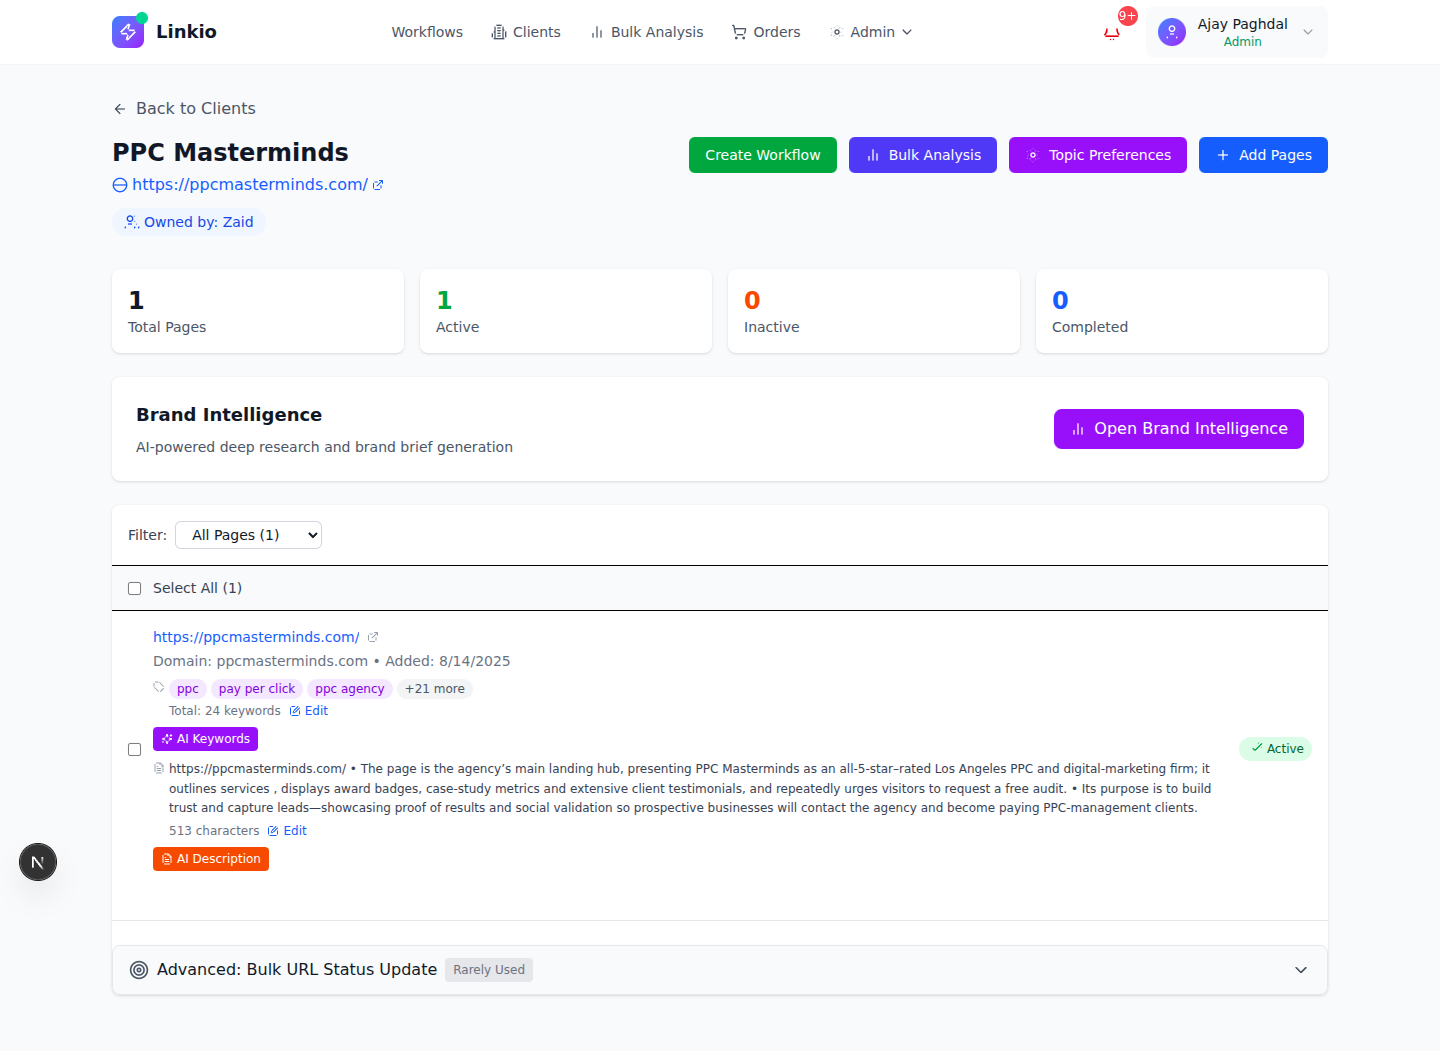 Linkio
Workflows
Clients
Bulk Analysis
Orders
Admin
9+
Ajay Paghdal
Admin
Back to Clients
PPC Masterminds
Create Workflow
Bulk Analysis
Topic Preferences
Add Pages
https://ppcmasterminds.com/
Owned by: Zaid
1
Total Pages
1
Active
0
Inactive
0
Completed
Brand Intelligence
AI-powered deep research and brand brief generation
Open Brand Intelligence
Filter:
All Pages (1)
Select All (1)
https://ppcmasterminds.com/
Domain: ppcmasterminds.com • Added: 8/14/2025
ppc
pay per click
ppc agency
+21 more
Total: 24 keywords
Edit
AI Keywords
https://ppcmasterminds.com/ • The page is the agency’s main landing hub, presenting PPC Masterminds as an all-5-star–rated Los Angeles PPC and digital-marketing firm; it
outlines services , displays award badges, case-study metrics and extensive client testimonials, and repeatedly urges visitors to request a free audit. • Its purpose is to build
trust and capture leads—showcasing proof of results and social validation so prospective businesses will contact the agency and become paying PPC-management clients.
513 characters
Edit
AI Description
Active
N
Advanced: Bulk URL Status Update
Rarely Used